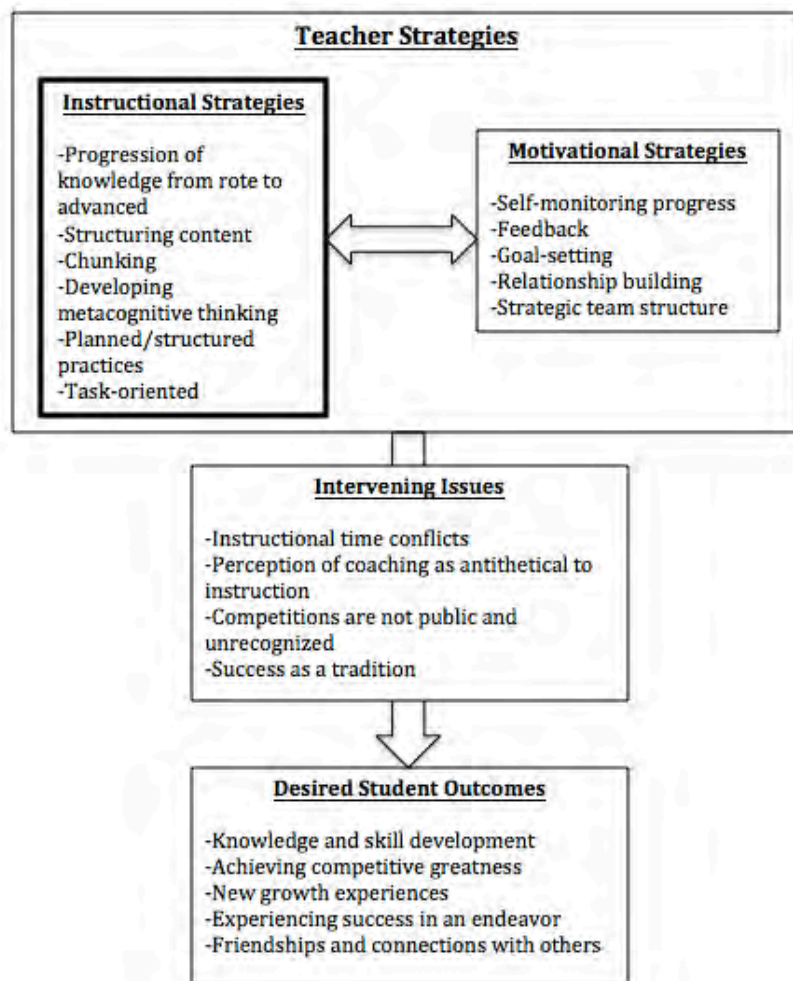 Teacher Strategies
Instructional Strategies
-Progression of
knowledge from rote to
advanced
-Structuring content
-Chunking
-Developing
metacognitive thinking
-Planned/structured
practices
-Task-oriented
Motivational Strategies
-Self-monitoring progress
-Feedback
-Goal-setting
-Relationship building
-Strategic team structure
Intervening Issues
-Instructional time conflicts
-Perception of coaching as antithetical to
instruction
-Competitions are not public and
unrecognized
-Success as a tradition
Desired Student Outcomes
-Knowledge and skill development
-Achieving competitive greatness
-New growth experiences
-Experiencing success in an endeavor
-Friendships and connections with others